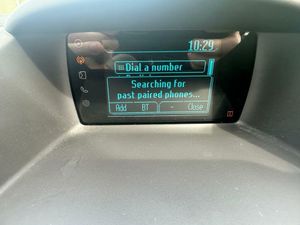 10:29
Dial a number
Searching for
past paired phones...
Add BT - Close